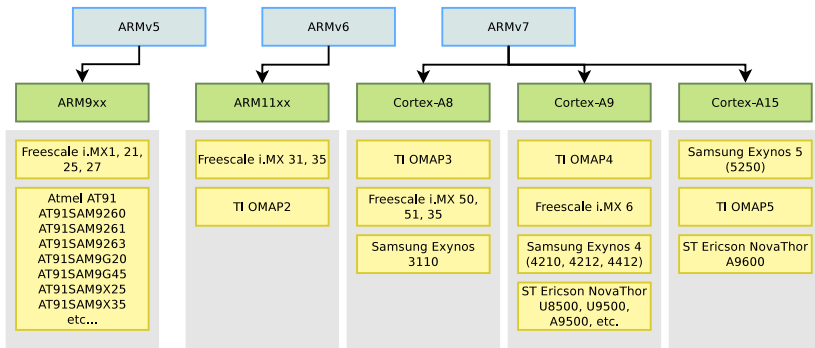 ARMv5
ARMv6
ARMv7
ARM9xx
ARM11xx
Cortex-A8
Cortex-A9
Cortex-A15
Freescale i.MX1, 21,
25, 27
Atmel AT91
AT91SAM9260
AT91SAM9261
AT91SAM9263
AT91SAM9G20
AT91SAM9G45
AT91SAM9X25
AT91SAM9X35
etc...
Freescale i.MX 31, 35
TI OMAP2
TI OMAP3
Freescale i.MX 50,
51, 35
Samsung Exynos
3110
TI OMAP4
Freescale i.MX 6
Samsung Exynos 4
(4210, 4212, 4412)
ST Ericson NovaThor
U8500, U9500,
A9500, etc.
Samsung Exynos 5
(5250)
TI OMAP5
ST Ericson NovaThor
A9600